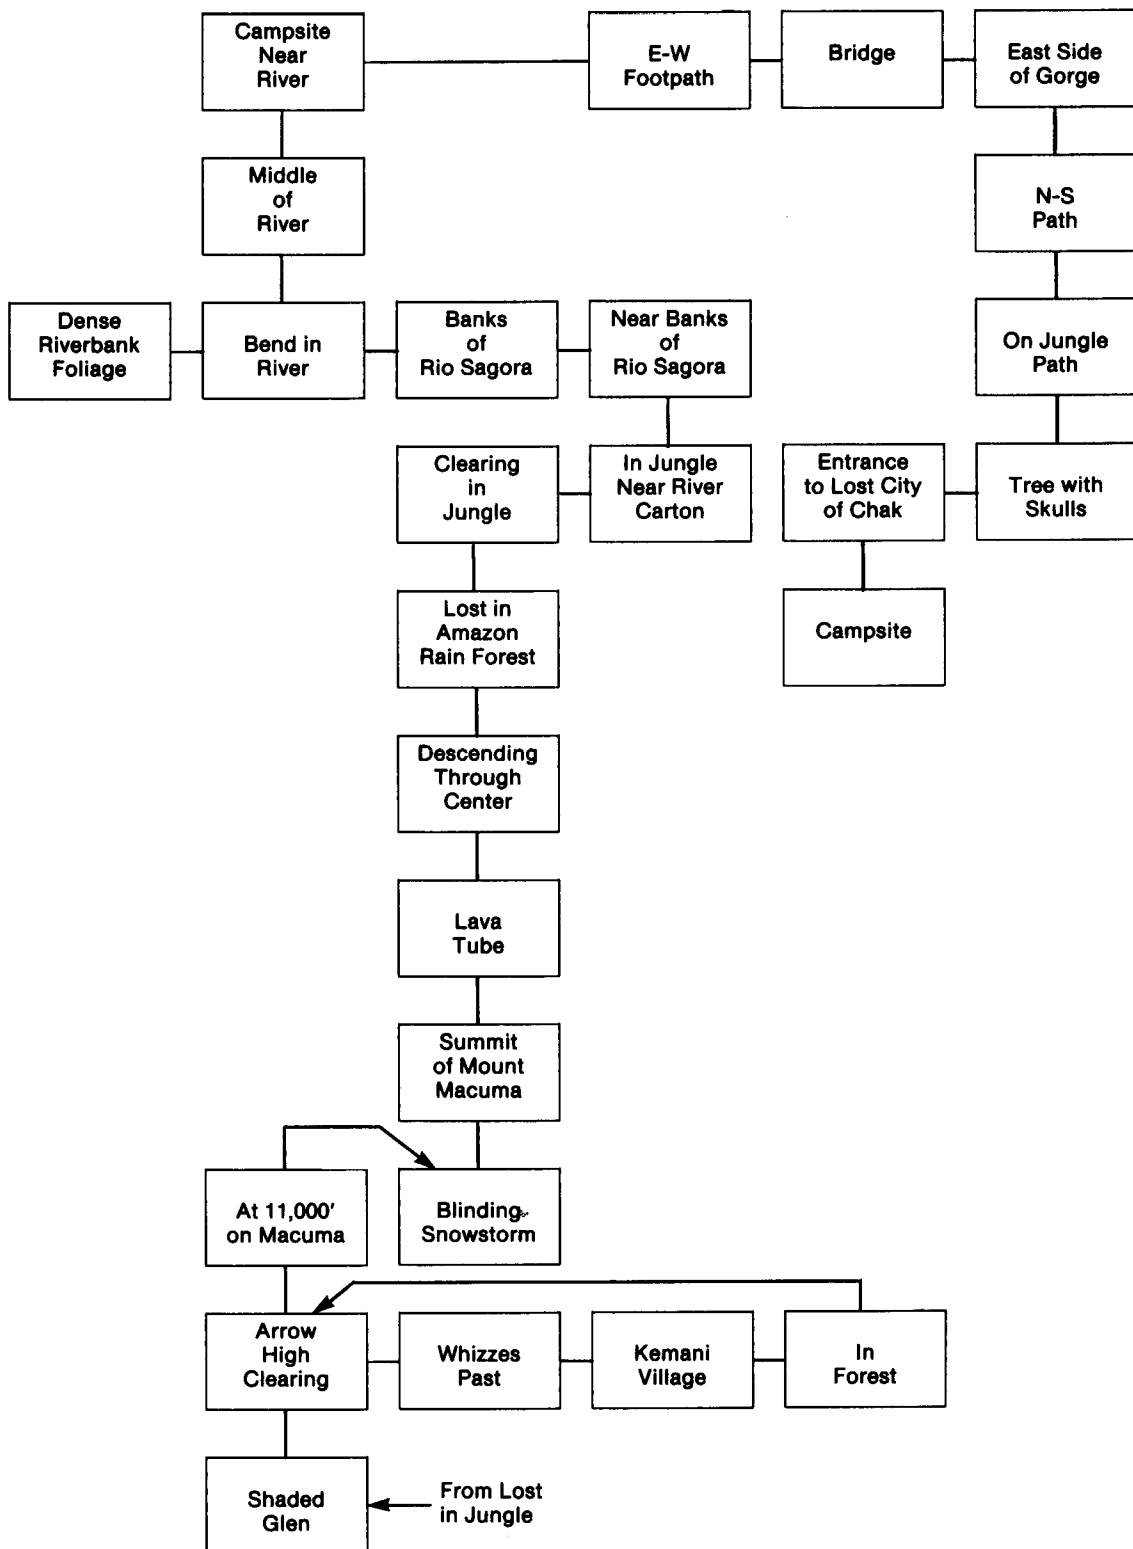 Campsite
Near
River
E-W
Footpath
Bridge
East Side
of Gorge
Middle
of
River
N-S
Path
Dense
Riverbank
Foliage
Bend in
River
Banks
of
Rio Sagora
Near Banks
of
Rio Sagora
On Jungle
Path
Clearing
in
Jungle
In Jungle
Near River
Carton
Entrance
to Lost City
of Chak
Tree with
Skulls
Lost in
Amazon
Rain Forest
Campsite
Descending
Through
Center
Lava
Tube
Summit
of Mount
Macuma
At 11,000'
on Macuma
Blinding
Snowstorm
Arrow
High
Clearing
Whizzes
Past
Kemani
Village
In
Forest
Shaded
Glen
From Lost
in Jungle